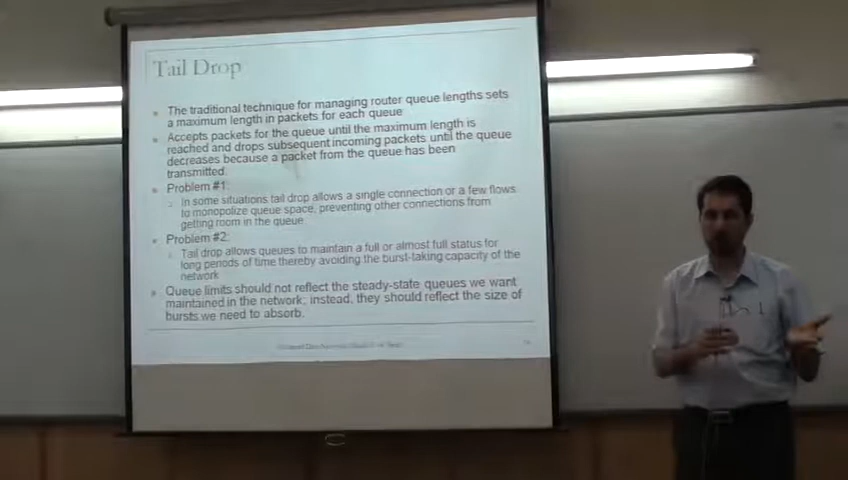 Tail Drop
The traditional technique for managing router queue lengths sets
a maximum length in packets for each queue
Accepts packets for the queue until the maximum length is
reached and drops subsequent incoming packets until the queue
decreases because a packet from the queue has been
transmitted.
Problem #1:
In some situations tail drop allows a single connection or a few flows
to monopolize queue space, preventing other connections from
getting room in the queue.
Problem #2:
Tail drop allows queues to maintain a full or almost full status for
long periods of time thereby avoiding the burst-taking capacity of the
network
Queue limits should not reflect the steady-state queues we want
maintained in the network; instead, they should reflect the size of
bursts we need to absorb.